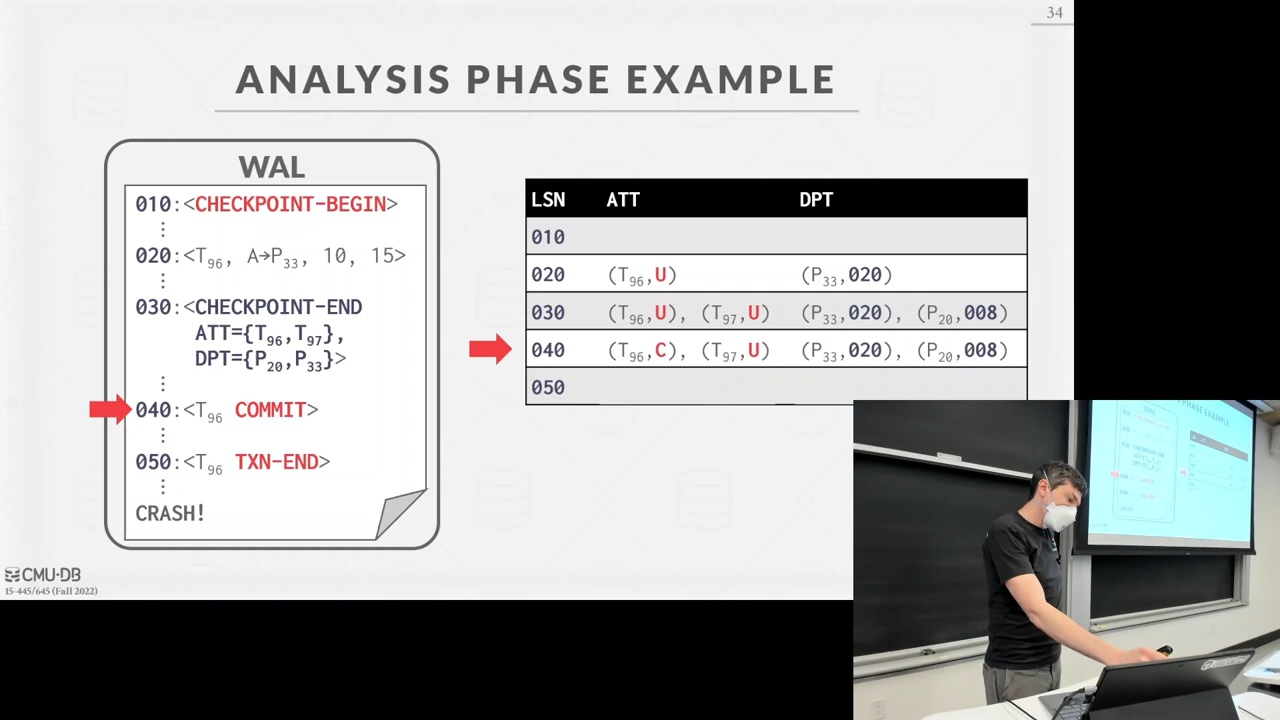 34
ANALYSIS PHASE EXAMPLE
WAL
010:<CHECKPOINT-BEGIN>
⋮
020:<T96, A→P33, 10, 15>
⋮
030:<CHECKPOINT-END
ATT={T96,T97},
DPT={P20,P33}>
⋮
040:<T96 COMMIT>
⋮
050:<T96 TXN-END>
⋮
CRASH!
LSN ATT DPT
010
020 (T96,U) (P33,020)
030 (T96,U), (T97,U) (P33,020), (P20,008)
040 (T96,C), (T97,U) (P33,020), (P20,008)
050
CMU·DB
15-445/645 (Fall 2022)
WAL
PHASE EXAMPLE